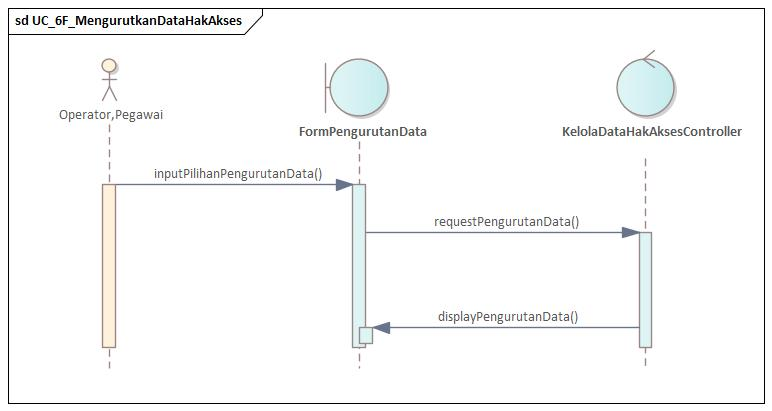 sd UC_6F_MengurutkanDataHakAkses
Operator,Pegawai
FormPengurutanData
KelolaDataHakAksesController
inputPilihanPengurutanData()
requestPengurutanData()
displayPengurutanData()